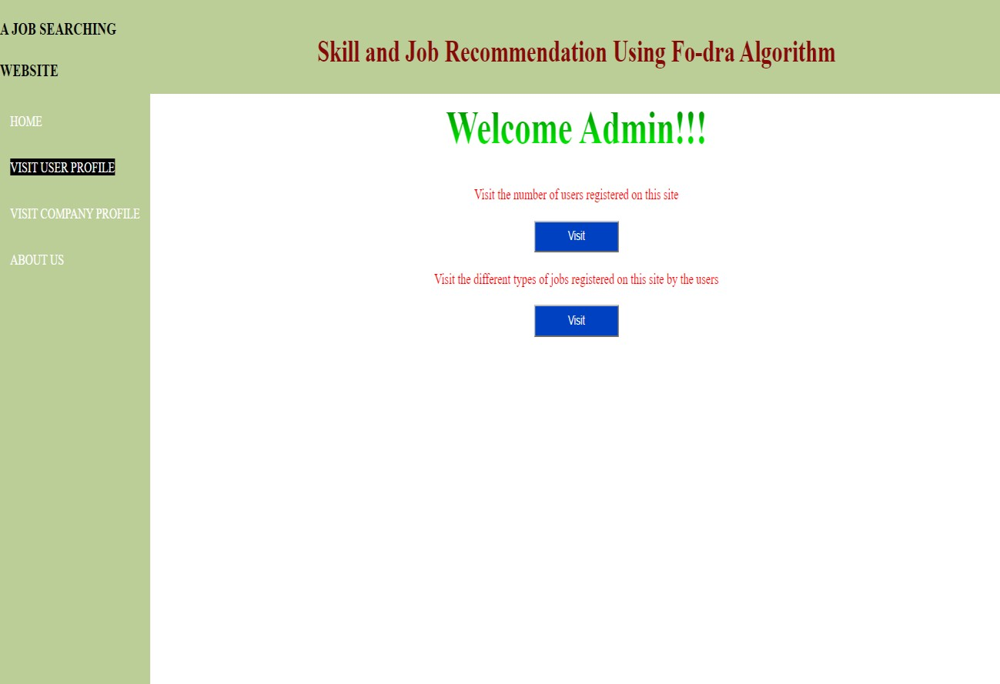 A JOB SEARCHING
WEBSITE
Skill and Job Recommendation Using Fo-dra Algorithm
HOME
VISIT USER PROFILE
VISIT COMPANY PROFILE
ABOUT US
Welcome Admin!!!
Visit the number of users registered on this site
Visit
Visit the different types of jobs registered on this site by the users
Visit